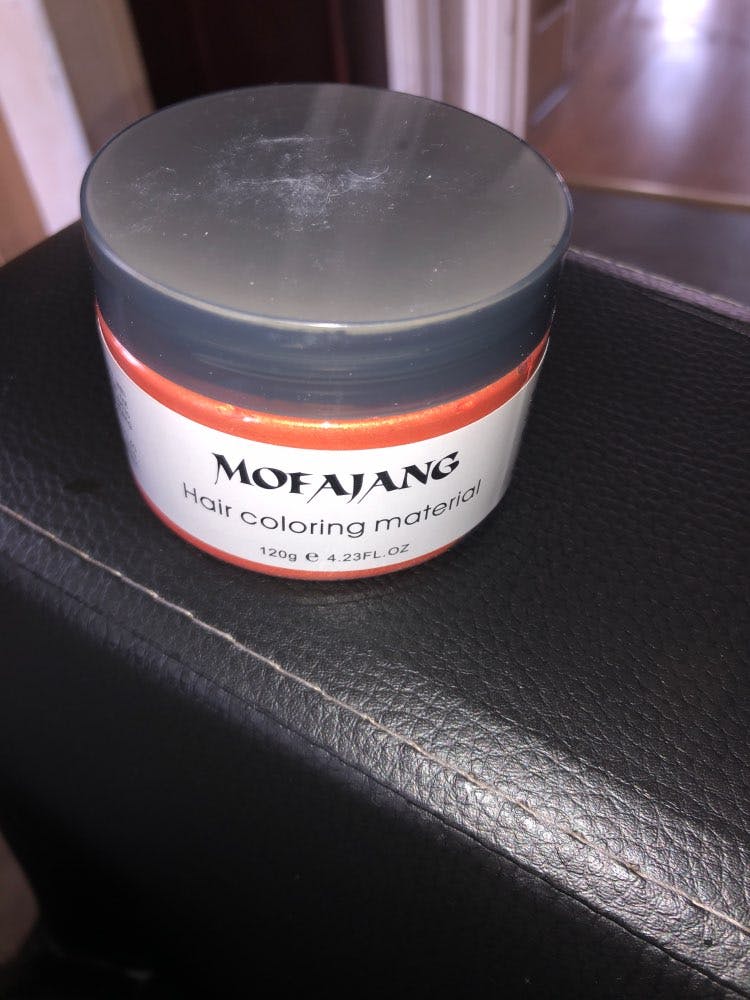 MOFAJANG
Hair coloring material
120g ℮ 4.23FL.OZ